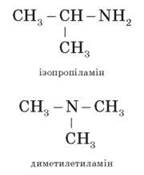 CH₃ – CH – NH₂
|
CH₃
ізопропіламін
CH₃ – N – CH₃
|
CH₃
диметилетиламін